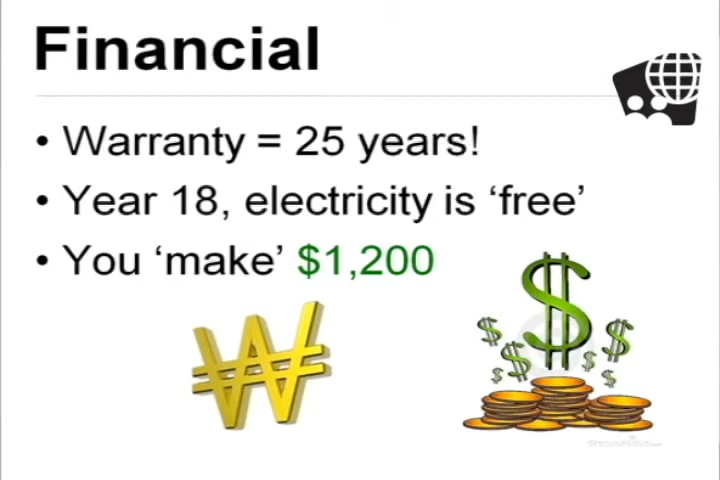 Financial
• Warranty = 25 years!
• Year 18, electricity is ‘free’
• You ‘make’ $1,200